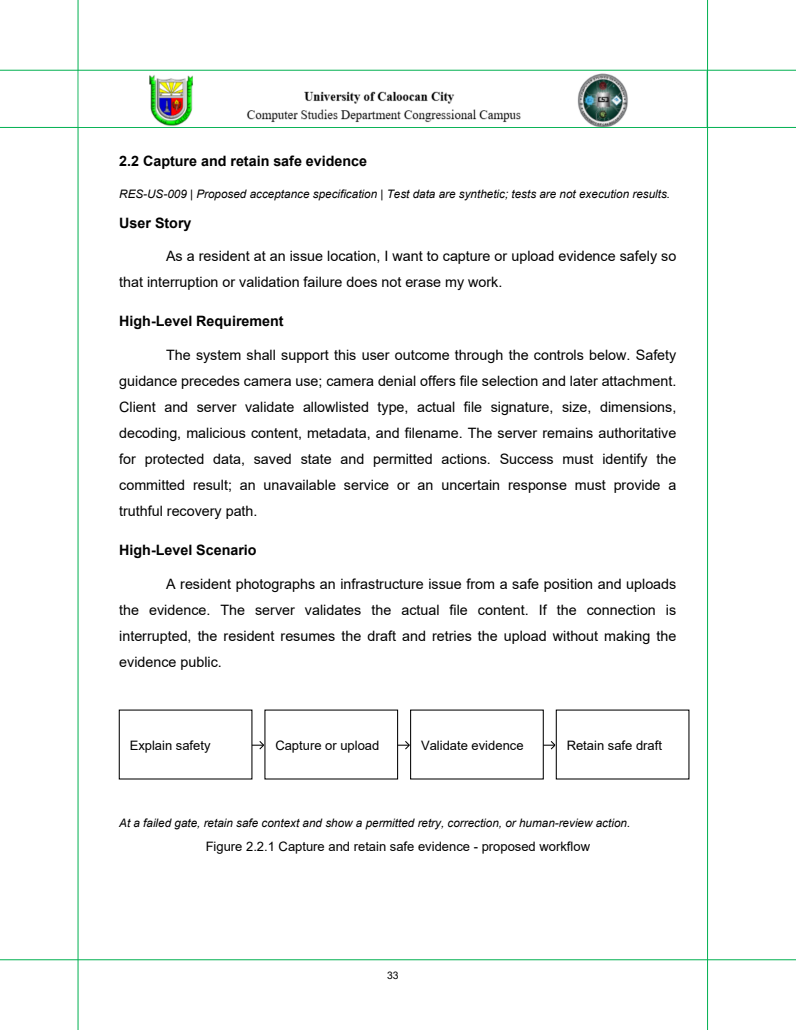 University of Caloocan City
Computer Studies Department Congressional Campus
2.2 Capture and retain safe evidence
RES-US-009 | Proposed acceptance specification | Test data are synthetic; tests are not execution results.
User Story
As a resident at an issue location, I want to capture or upload evidence safely so
that interruption or validation failure does not erase my work.
High-Level Requirement
The system shall support this user outcome through the controls below. Safety
guidance precedes camera use; camera denial offers file selection and later attachment.
Client and server validate allowlisted type, actual file signature, size, dimensions,
decoding, malicious content, metadata, and filename. The server remains authoritative
for protected data, saved state and permitted actions. Success must identify the
committed result; an unavailable service or an uncertain response must provide a
truthful recovery path.
High-Level Scenario
A resident photographs an infrastructure issue from a safe position and uploads
the evidence. The server validates the actual file content. If the connection is
interrupted, the resident resumes the draft and retries the upload without making the
evidence public.
Explain safety
Capture or upload
Validate evidence
Retain safe draft
At a failed gate, retain safe context and show a permitted retry, correction, or human-review action.
Figure 2.2.1 Capture and retain safe evidence - proposed workflow
33